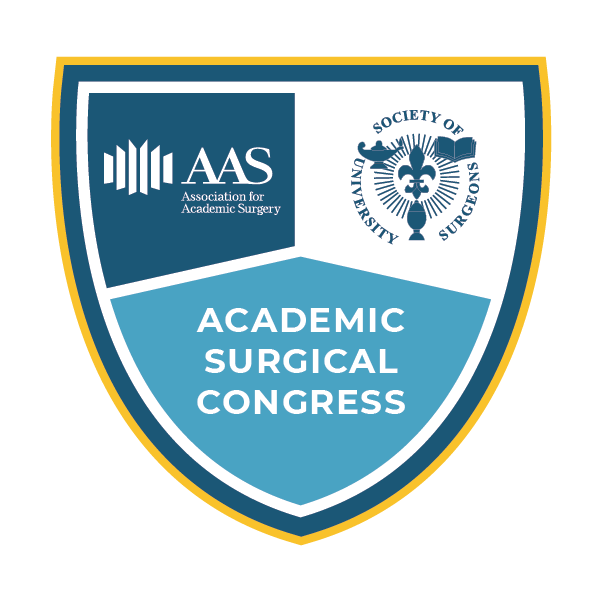 AAS
Association for
Academic Surgery
SOCIETY OF
UNIVERSITY
SURGEONS
ACADEMIC
SURGICAL
CONGRESS